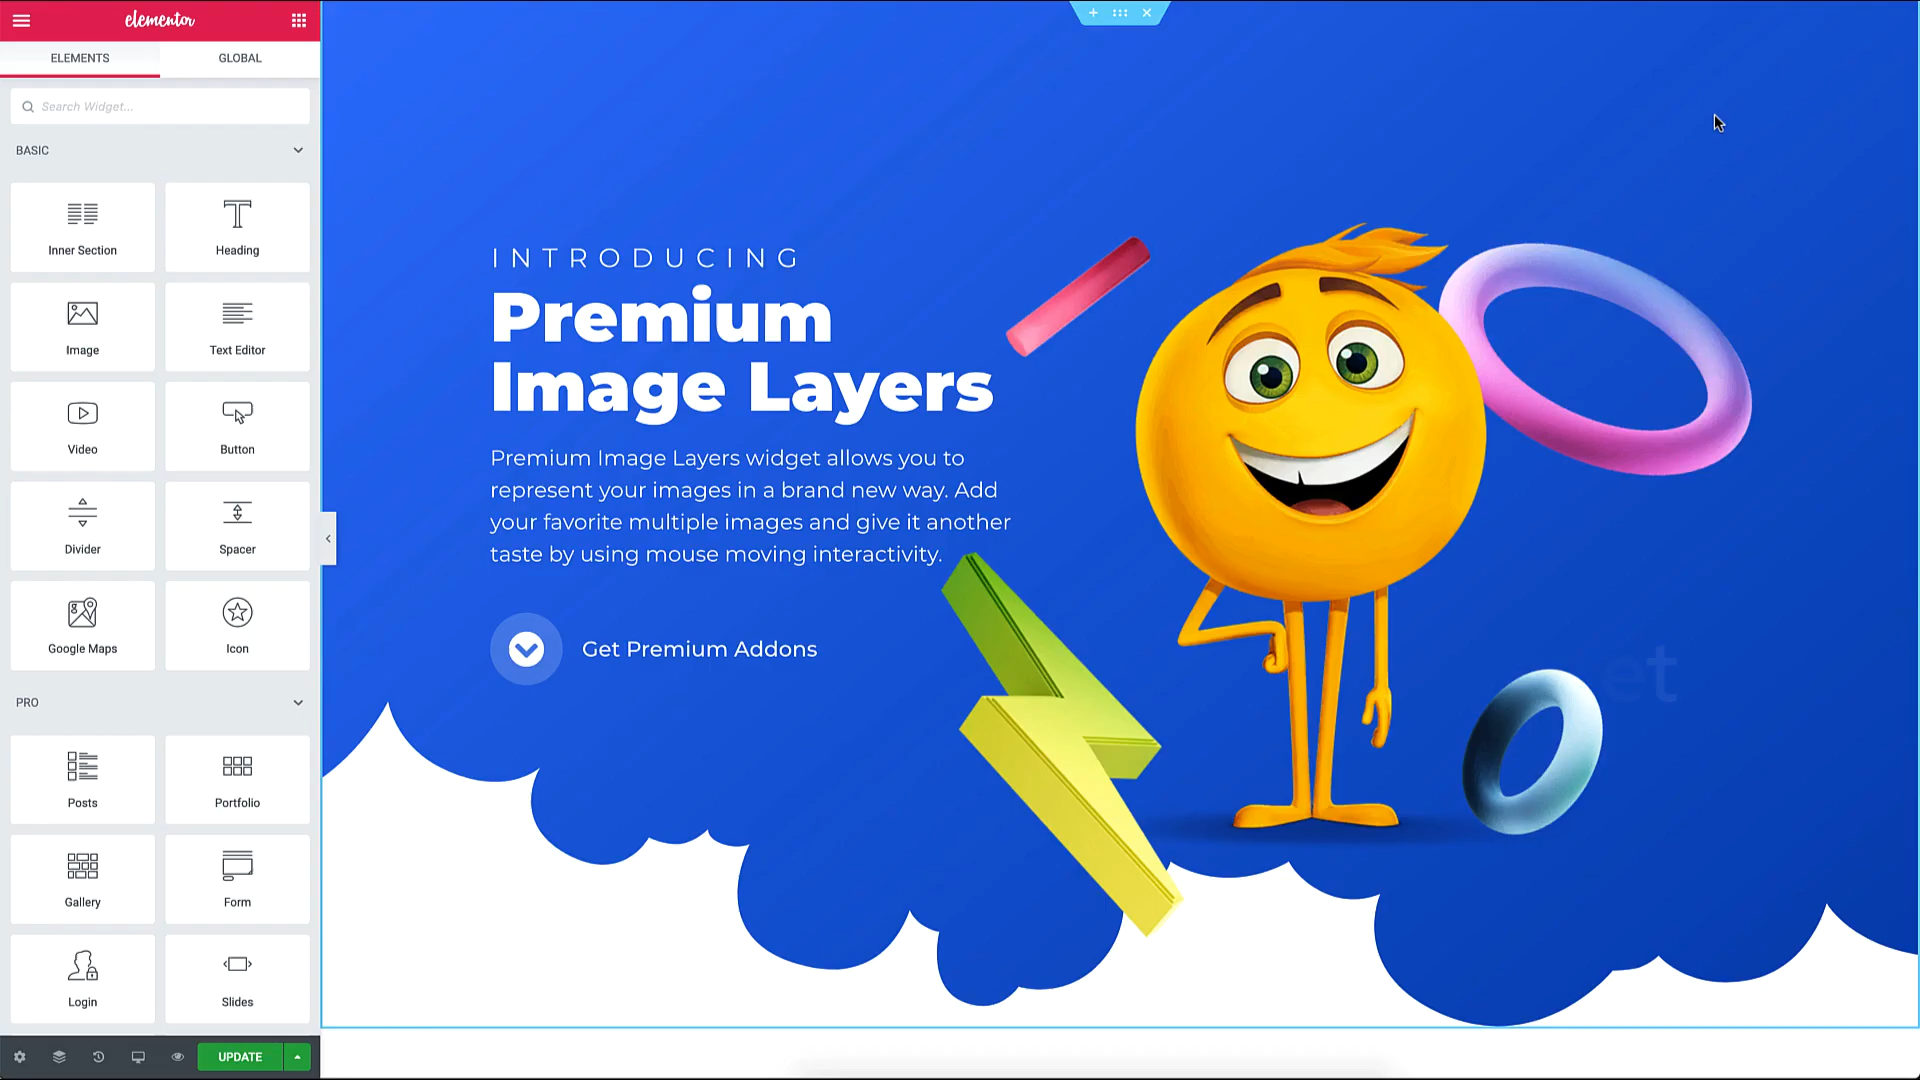 elementor
ELEMENTS
GLOBAL
Search Widget...
BASIC
Inner Section
Heading
Image
Text Editor
Video
Button
Divider
Spacer
Google Maps
Icon
PRO
Posts
Portfolio
Gallery
Form
Login
Slides
UPDATE
INTRODUCING
Premium
Image Layers
Premium Image Layers widget allows you to
represent your images in a brand new way. Add
your favorite multiple images and give it another
taste by using mouse moving interactivity.
Get Premium Addons
et